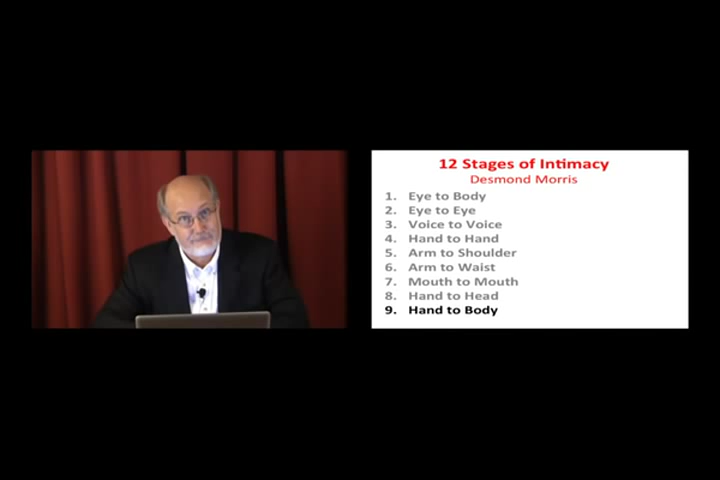 12 Stages of Intimacy
Desmond Morris
1. Eye to Body
2. Eye to Eye
3. Voice to Voice
4. Hand to Hand
5. Arm to Shoulder
6. Arm to Waist
7. Mouth to Mouth
8. Hand to Head
9. Hand to Body